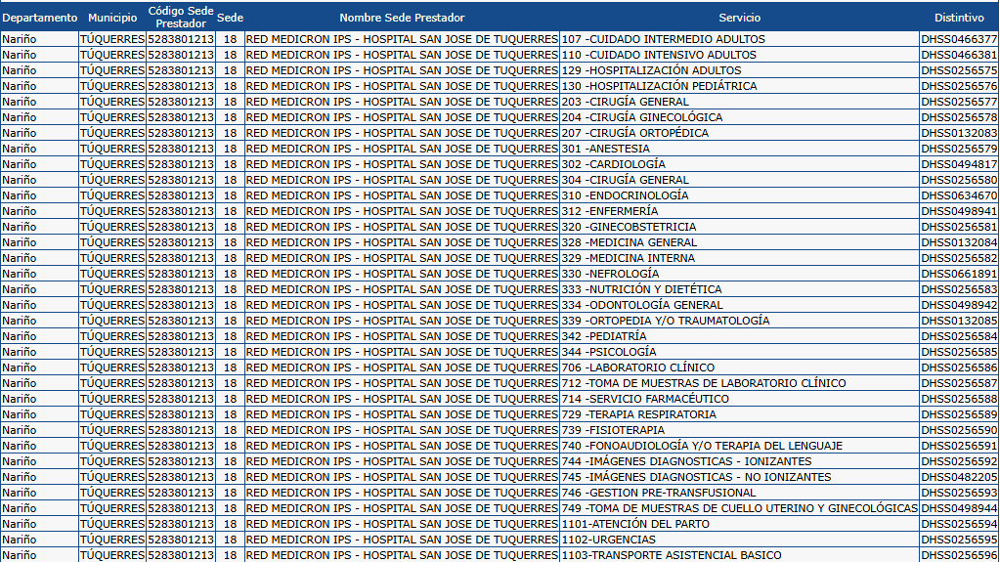 Departamento Municipio Código Sede Prestador Sede Nombre Sede Prestador Servicio Distintivo
Nariño TÚQUERRES 5283801213 18 RED MEDICRON IPS - HOSPITAL SAN JOSE DE TUQUERRES 107 -CUIDADO INTERMEDIO ADULTOS DHSS0466377
Nariño TÚQUERRES 5283801213 18 RED MEDICRON IPS - HOSPITAL SAN JOSE DE TUQUERRES 110 -CUIDADO INTENSIVO ADULTOS DHSS0466381
Nariño TÚQUERRES 5283801213 18 RED MEDICRON IPS - HOSPITAL SAN JOSE DE TUQUERRES 129 -HOSPITALIZACIÓN ADULTOS DHSS0256575
Nariño TÚQUERRES 5283801213 18 RED MEDICRON IPS - HOSPITAL SAN JOSE DE TUQUERRES 130 -HOSPITALIZACIÓN PEDIÁTRICA DHSS0256576
Nariño TÚQUERRES 5283801213 18 RED MEDICRON IPS - HOSPITAL SAN JOSE DE TUQUERRES 203 -CIRUGÍA GENERAL DHSS0256577
Nariño TÚQUERRES 5283801213 18 RED MEDICRON IPS - HOSPITAL SAN JOSE DE TUQUERRES 204 -CIRUGÍA GINECOLÓGICA DHSS0256578
Nariño TÚQUERRES 5283801213 18 RED MEDICRON IPS - HOSPITAL SAN JOSE DE TUQUERRES 207 -CIRUGÍA ORTOPÉDICA DHSS0132083
Nariño TÚQUERRES 5283801213 18 RED MEDICRON IPS - HOSPITAL SAN JOSE DE TUQUERRES 301 -ANESTESIA DHSS0256579
Nariño TÚQUERRES 5283801213 18 RED MEDICRON IPS - HOSPITAL SAN JOSE DE TUQUERRES 302 -CARDIOLOGÍA DHSS0494817
Nariño TÚQUERRES 5283801213 18 RED MEDICRON IPS - HOSPITAL SAN JOSE DE TUQUERRES 304 -CIRUGÍA GENERAL DHSS0256580
Nariño TÚQUERRES 5283801213 18 RED MEDICRON IPS - HOSPITAL SAN JOSE DE TUQUERRES 310 -ENDOCRINOLOGÍA DHSS0634670
Nariño TÚQUERRES 5283801213 18 RED MEDICRON IPS - HOSPITAL SAN JOSE DE TUQUERRES 312 -ENFERMERÍA DHSS0498941
Nariño TÚQUERRES 5283801213 18 RED MEDICRON IPS - HOSPITAL SAN JOSE DE TUQUERRES 320 -GINECOBSTETRICIA DHSS0256581
Nariño TÚQUERRES 5283801213 18 RED MEDICRON IPS - HOSPITAL SAN JOSE DE TUQUERRES 328 -MEDICINA GENERAL DHSS0132084
Nariño TÚQUERRES 5283801213 18 RED MEDICRON IPS - HOSPITAL SAN JOSE DE TUQUERRES 329 -MEDICINA INTERNA DHSS0256582
Nariño TÚQUERRES 5283801213 18 RED MEDICRON IPS - HOSPITAL SAN JOSE DE TUQUERRES 330 -NEFROLOGÍA DHSS0661891
Nariño TÚQUERRES 5283801213 18 RED MEDICRON IPS - HOSPITAL SAN JOSE DE TUQUERRES 333 -NUTRICIÓN Y DIETÉTICA DHSS0256583
Nariño TÚQUERRES 5283801213 18 RED MEDICRON IPS - HOSPITAL SAN JOSE DE TUQUERRES 334 -ODONTOLOGÍA GENERAL DHSS0498942
Nariño TÚQUERRES 5283801213 18 RED MEDICRON IPS - HOSPITAL SAN JOSE DE TUQUERRES 339 -ORTOPEDIA Y/O TRAUMATOLOGÍA DHSS0132085
Nariño TÚQUERRES 5283801213 18 RED MEDICRON IPS - HOSPITAL SAN JOSE DE TUQUERRES 342 -PEDIATRÍA DHSS0256584
Nariño TÚQUERRES 5283801213 18 RED MEDICRON IPS - HOSPITAL SAN JOSE DE TUQUERRES 344 -PSICOLOGÍA DHSS0256585
Nariño TÚQUERRES 5283801213 18 RED MEDICRON IPS - HOSPITAL SAN JOSE DE TUQUERRES 706 -LABORATORIO CLÍNICO DHSS0256586
Nariño TÚQUERRES 5283801213 18 RED MEDICRON IPS - HOSPITAL SAN JOSE DE TUQUERRES 712 -TOMA DE MUESTRAS DE LABORATORIO CLÍNICO DHSS0256587
Nariño TÚQUERRES 5283801213 18 RED MEDICRON IPS - HOSPITAL SAN JOSE DE TUQUERRES 714 -SERVICIO FARMACÉUTICO DHSS0256588
Nariño TÚQUERRES 5283801213 18 RED MEDICRON IPS - HOSPITAL SAN JOSE DE TUQUERRES 729 -TERAPIA RESPIRATORIA DHSS0256589
Nariño TÚQUERRES 5283801213 18 RED MEDICRON IPS - HOSPITAL SAN JOSE DE TUQUERRES 739 -FISIOTERAPIA DHSS0256590
Nariño TÚQUERRES 5283801213 18 RED MEDICRON IPS - HOSPITAL SAN JOSE DE TUQUERRES 740 -FONOAUDIOLOGÍA Y/O TERAPIA DEL LENGUAJE DHSS0256591
Nariño TÚQUERRES 5283801213 18 RED MEDICRON IPS - HOSPITAL SAN JOSE DE TUQUERRES 744 -IMÁGENES DIAGNOSTICAS - IONIZANTES DHSS0256592
Nariño TÚQUERRES 5283801213 18 RED MEDICRON IPS - HOSPITAL SAN JOSE DE TUQUERRES 745 -IMÁGENES DIAGNOSTICAS - NO IONIZANTES DHSS0482205
Nariño TÚQUERRES 5283801213 18 RED MEDICRON IPS - HOSPITAL SAN JOSE DE TUQUERRES 746 -GESTION PRE-TRANSFUSIONAL DHSS0256593
Nariño TÚQUERRES 5283801213 18 RED MEDICRON IPS - HOSPITAL SAN JOSE DE TUQUERRES 749 -TOMA DE MUESTRAS DE CUELLO UTERINO Y GINECOLÓGICAS DHSS0498944
Nariño TÚQUERRES 5283801213 18 RED MEDICRON IPS - HOSPITAL SAN JOSE DE TUQUERRES 1101-ATENCIÓN DEL PARTO DHSS0256594
Nariño TÚQUERRES 5283801213 18 RED MEDICRON IPS - HOSPITAL SAN JOSE DE TUQUERRES 1102-URGENCIAS DHSS0256595
Nariño TÚQUERRES 5283801213 18 RED MEDICRON IPS - HOSPITAL SAN JOSE DE TUQUERRES 1103-TRANSPORTE ASISTENCIAL BASICO DHSS0256596